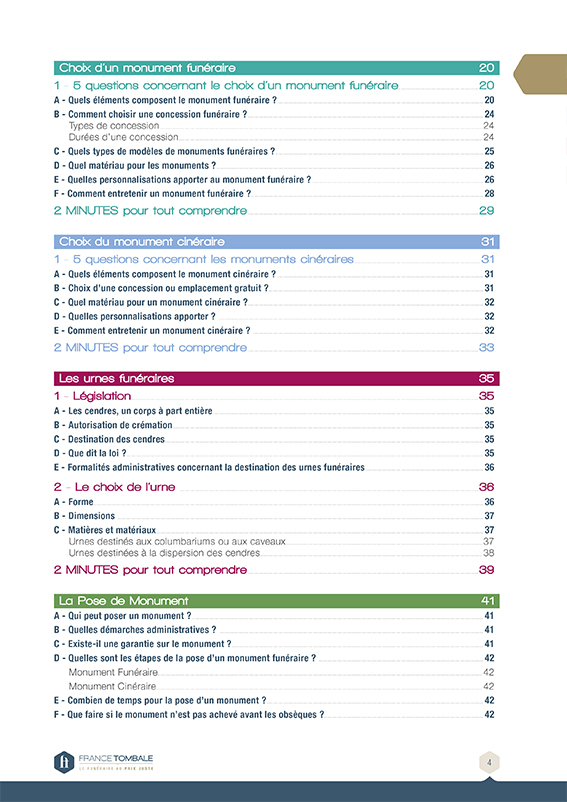 Choix d'un monument funéraire 20
1 - 5 questions concernant le choix d'un monument funéraire 20
A - Quels éléments composent le monument funéraire ? 20
B - Comment choisir une concession funéraire ? 24
Types de concession 24
Durées d'une concession 24
C - Quels types de modèles de monuments funéraires ? 25
D - Quel matériau pour les monuments ? 26
E - Quelles personnalisations apporter au monument funéraire ? 26
F - Comment entretenir un monument funéraire ? 28
2 MINUTES pour tout comprendre 29
Choix du monument cinéraire 31
1 - 5 questions concernant les monuments cinéraires 31
A - Quels éléments composent le monument cinéraire ? 31
B - Choix d'une concession ou emplacement gratuit ? 31
C - Quel matériau pour un monument cinéraire ? 32
D - Quelles personnalisations apporter ? 32
E - Comment entretenir un monument cinéraire ? 32
2 MINUTES pour tout comprendre 33
Les urnes funéraires 35
1 - Législation 35
A - Les cendres, un corps à part entière 35
B - Autorisation de crémation 35
C - Destination des cendres 35
D - Que dit la loi ? 35
E - Formalités administratives concernant la destination des urnes funéraires 36
2 - Le choix de l'urne 36
A - Forme 36
B - Dimensions 37
C - Matières et matériaux 37
Urnes destinés aux columbariums ou aux caveaux 37
Urnes destinées à la dispersion des cendres 38
2 MINUTES pour tout comprendre 39
La Pose de Monument 41
A - Qui peut poser un monument ? 41
B - Quelles démarches administratives ? 41
C - Existe-il une garantie sur le monument ? 41
D - Quelles sont les étapes de la pose d'un monument funéraire ? 42
Monument Funéraire 42
Monument Cinéraire 42
E - Combien de temps pour la pose d'un monument ? 42
F - Que faire si le monument n'est pas achevé avant les obsèques ? 42
FRANCE TOMBALE
LE FUNÉRAIRE AU PRIX JUSTE
4